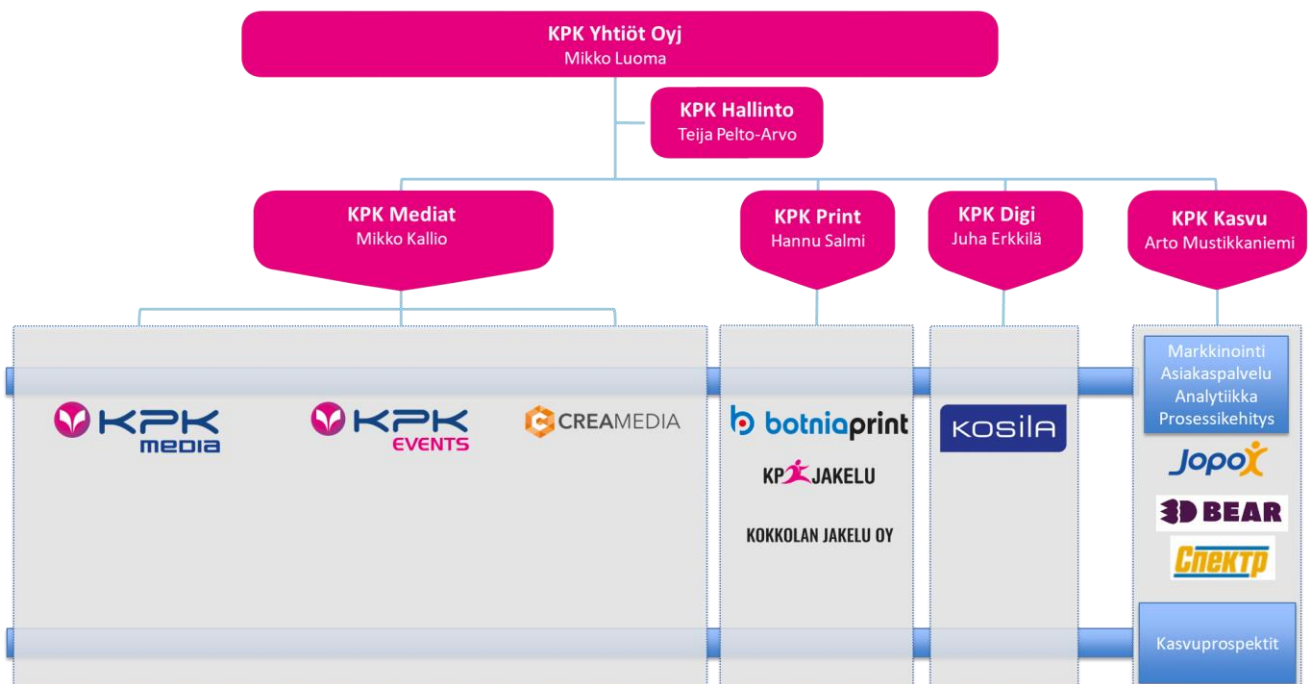 KPK Yhtiöt Oyj
Mikko Luoma
KPK Hallinto
Teija Pelto-Arvo
KPK Mediat
Mikko Kallio
KPK Print
Hannu Salmi
KPK Digi
Juha Erkkilä
KPK Kasvu
Arto Mustikkaniemi
KPK
media
KPK
EVENTS
CREAMEDIA
botniaprint
KP JAKELU
KOKKOLAN JAKELU OY
KOSILA
Markkinointi
Asiakaspalvelu
Analytiikka
Prosessikehitys
Jopox
3D BEAR
Спектр
Kasvuprospektit